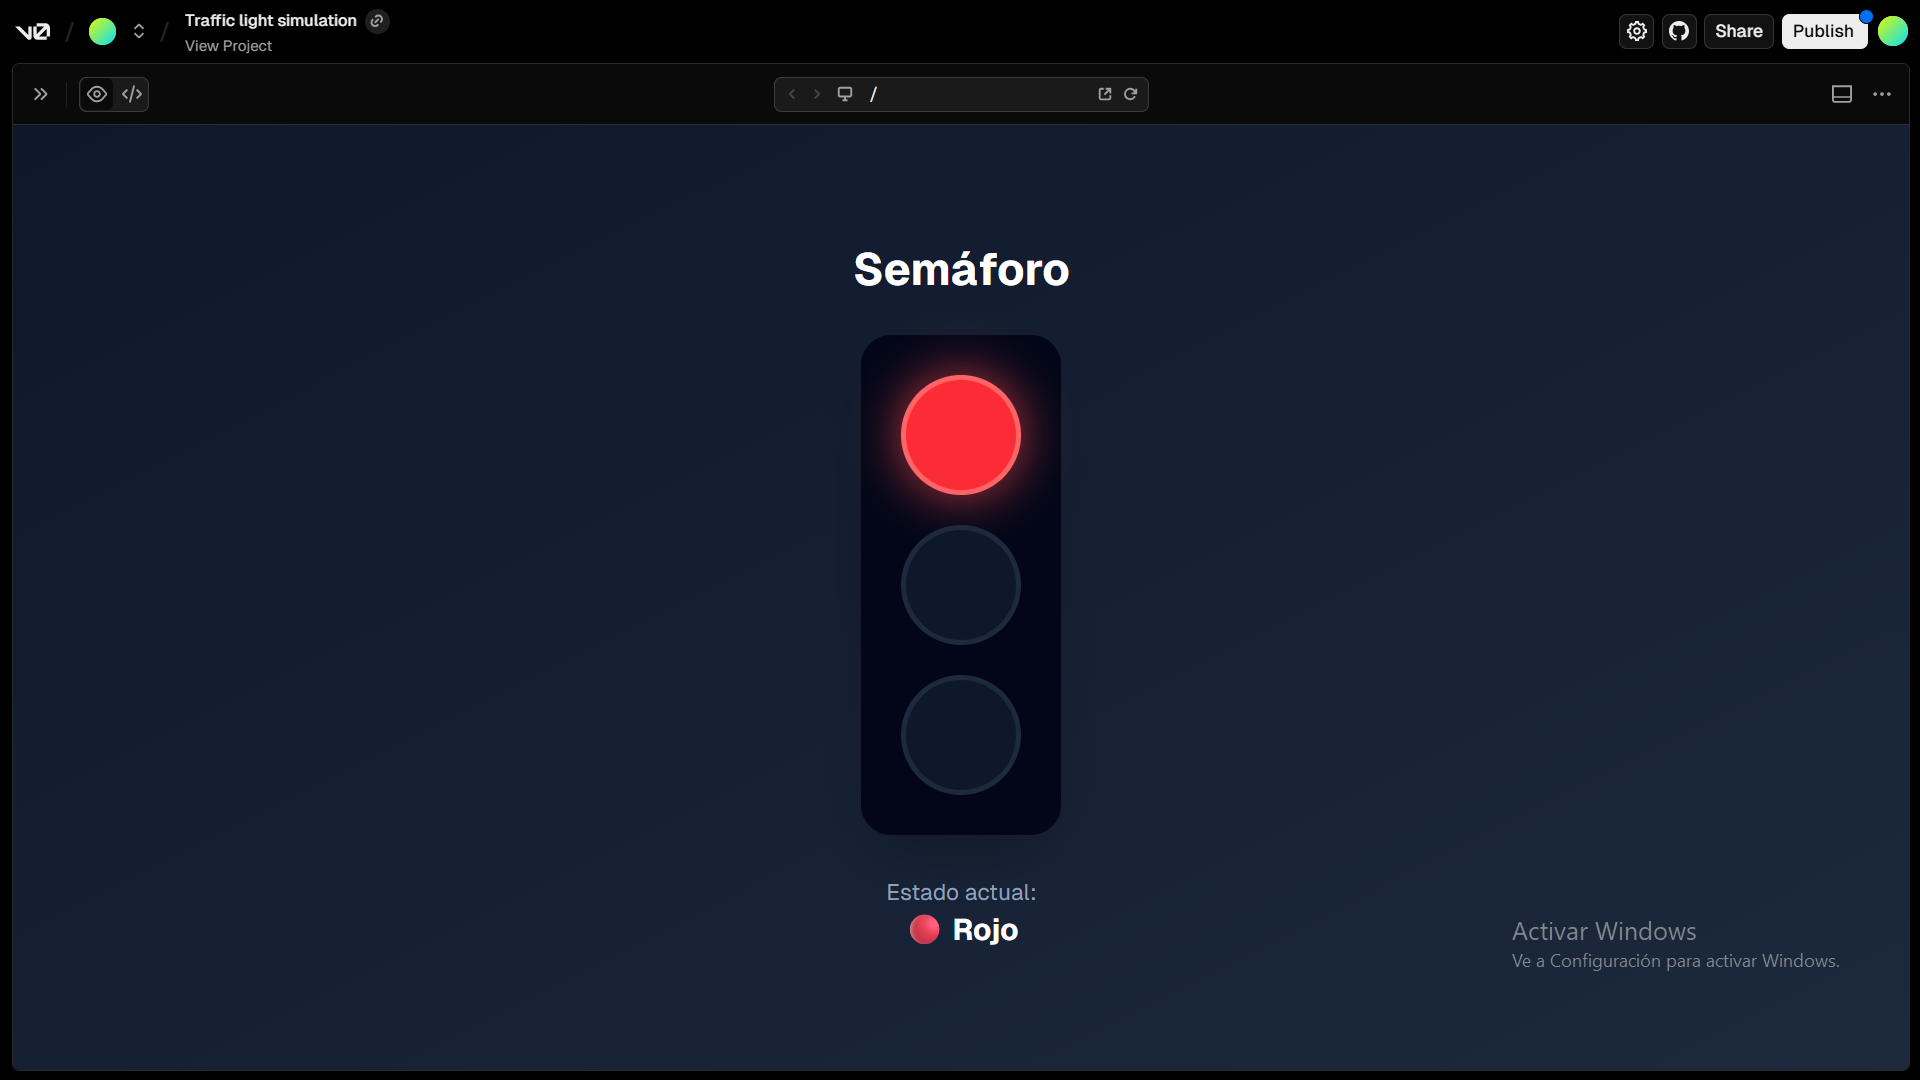 v0
Traffic light simulation
View Project
Share
Publish
/
Semáforo
Estado actual:
Rojo
Activar Windows
Ve a Configuración para activar Windows.